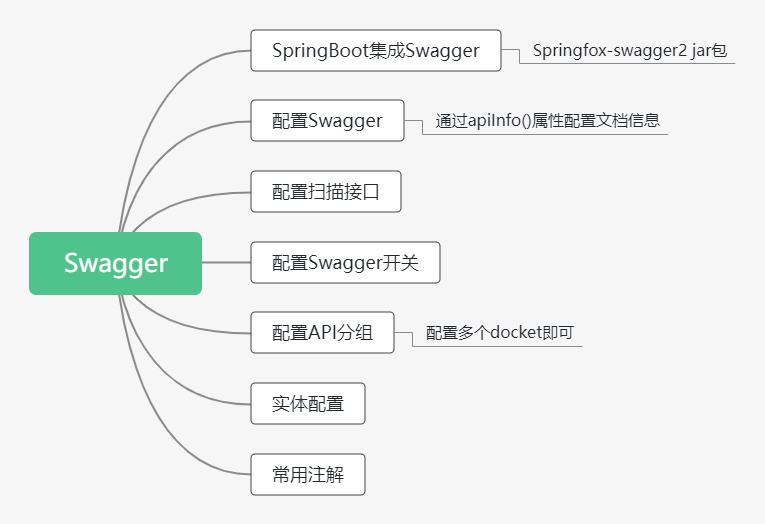 SpringBoot集成Swagger
Springfox-swagger2 jar包
配置Swagger
通过apiInfo()属性配置文档信息
配置扫描接口
Swagger
配置Swagger开关
配置API分组
配置多个docket即可
实体配置
常用注解